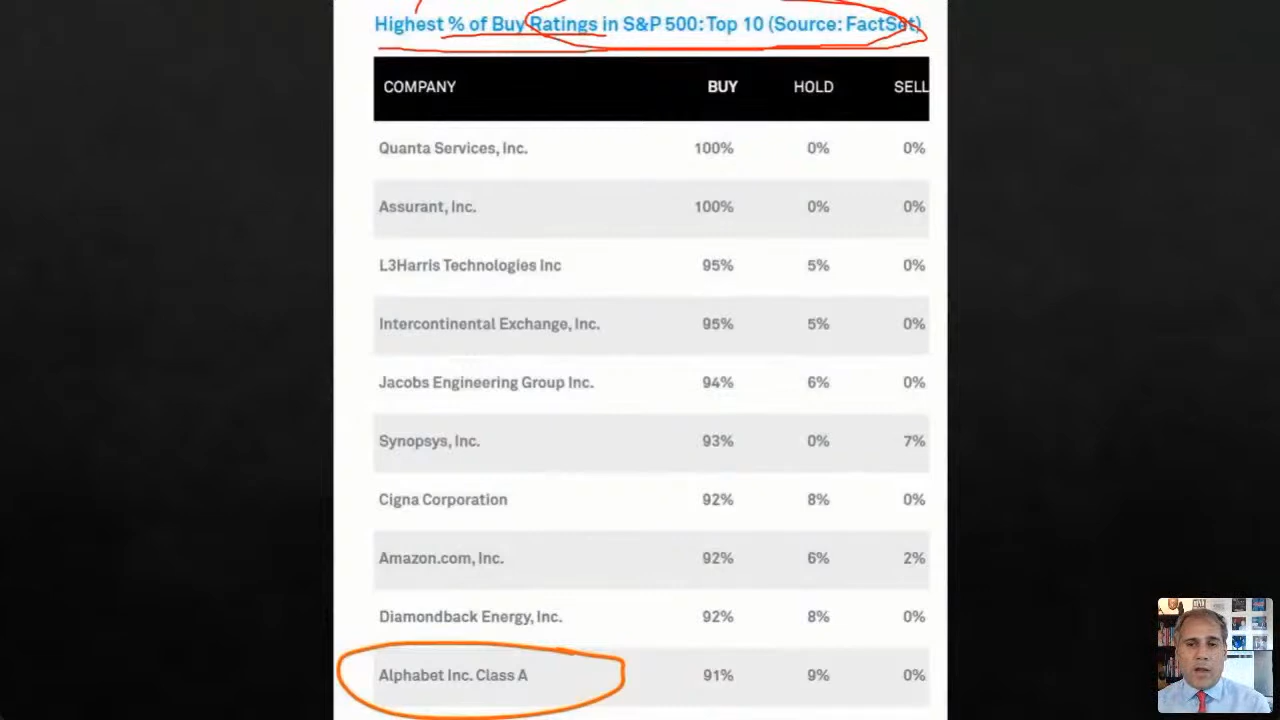 Highest % of Buy Ratings in S&P 500: Top 10 (Source: FactSet)
COMPANY BUY HOLD SELL
Quanta Services, Inc. 100% 0% 0%
Assurant, Inc. 100% 0% 0%
L3Harris Technologies Inc 95% 5% 0%
Intercontinental Exchange, Inc. 95% 5% 0%
Jacobs Engineering Group Inc. 94% 6% 0%
Synopsys, Inc. 93% 0% 7%
Cigna Corporation 92% 8% 0%
Amazon.com, Inc. 92% 6% 2%
Diamondback Energy, Inc. 92% 8% 0%
Alphabet Inc. Class A 91% 9% 0%